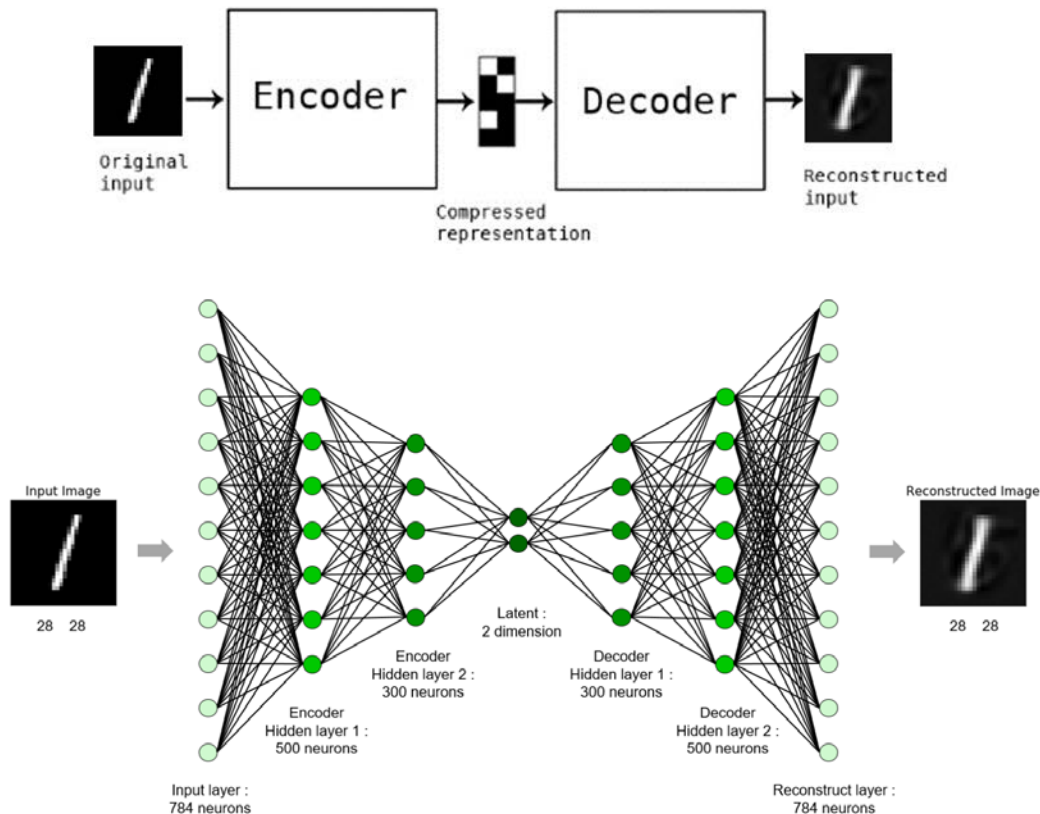 Encoder
Decoder
Original
input
Compressed
representation
Reconstructed
input
Input Image
28 28
Reconstructed Image
28 28
Latent :
2 dimension
Encoder
Hidden layer 2 :
300 neurons
Decoder
Hidden layer 1 :
300 neurons
Encoder
Hidden layer 1 :
500 neurons
Decoder
Hidden layer 2 :
500 neurons
Input layer :
784 neurons
Reconstruct layer :
784 neurons